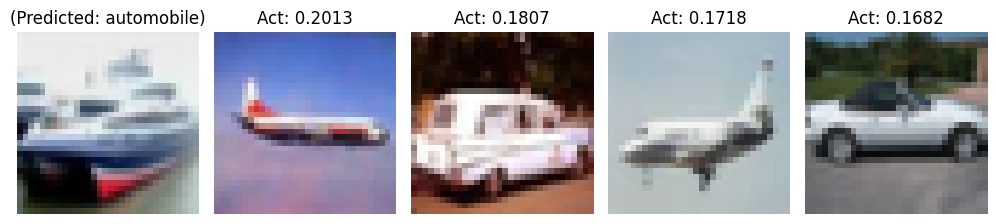 (Predicted: automobile)
Act: 0.2013
Act: 0.1807
Act: 0.1718
Act: 0.1682